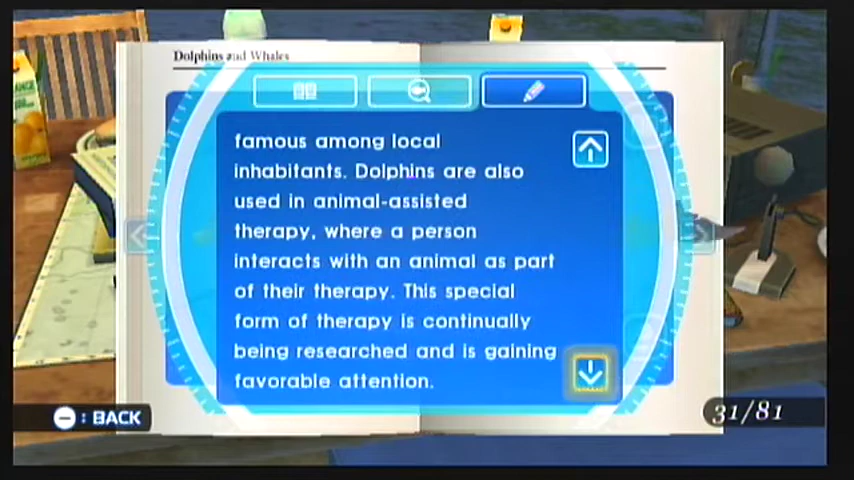 Dolphins and Whales
famous among local
inhabitants. Dolphins are also
used in animal-assisted
therapy, where a person
interacts with an animal as part
of their therapy. This special
form of therapy is continually
being researched and is gaining
favorable attention.
- : BACK
31/81